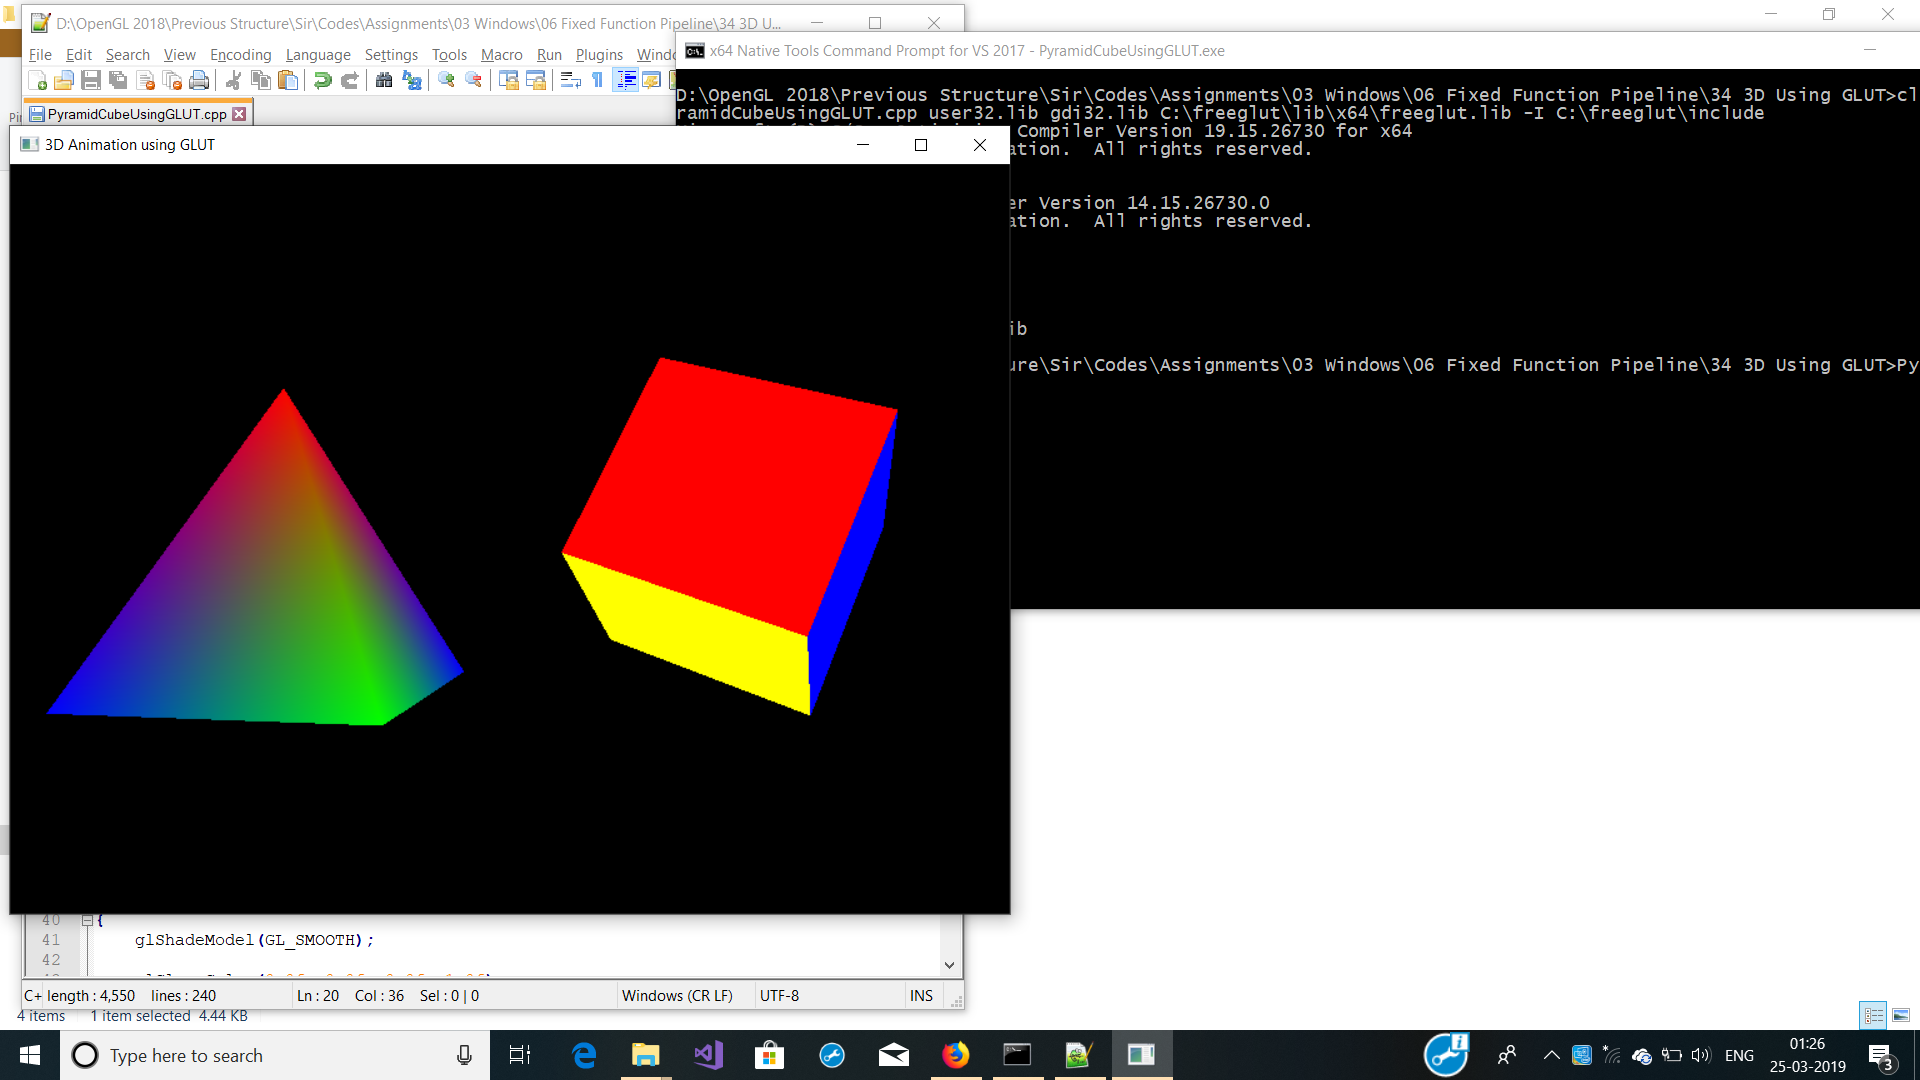 D:\OpenGL 2018\Previous Structure\Sir\Codes\Assignments\03 Windows\06 Fixed Function Pipeline\34 3D U...
File Edit Search View Encoding Language Settings Tools Macro Run Plugins Windo
PyramidCubeUsingGLUT.cpp
x64 Native Tools Command Prompt for VS 2017 - PyramidCubeUsingGLUT.exe
D:\OpenGL 2018\Previous Structure\Sir\Codes\Assignments\03 Windows\06 Fixed Function Pipeline\34 3D Using GLUT>cl
ramidCubeUsingGLUT.cpp user32.lib gdi32.lib C:\freeglut\lib\x64\freeglut.lib -I C:\freeglut\include
Compiler Version 19.15.26730 for x64
ation. All rights reserved.
er Version 14.15.26730.0
ation. All rights reserved.
ib
ure\Sir\Codes\Assignments\03 Windows\06 Fixed Function Pipeline\34 3D Using GLUT>Py
3D Animation using GLUT
40 {
41 glShadeModel(GL_SMOOTH);
42
C+ length : 4,550 lines : 240 Ln : 20 Col : 36 Sel : 0 | 0 Windows (CR LF) UTF-8 INS
4 items 1 item selected 4.44 KB
Type here to search
ENG
01:26
25-03-2019
3